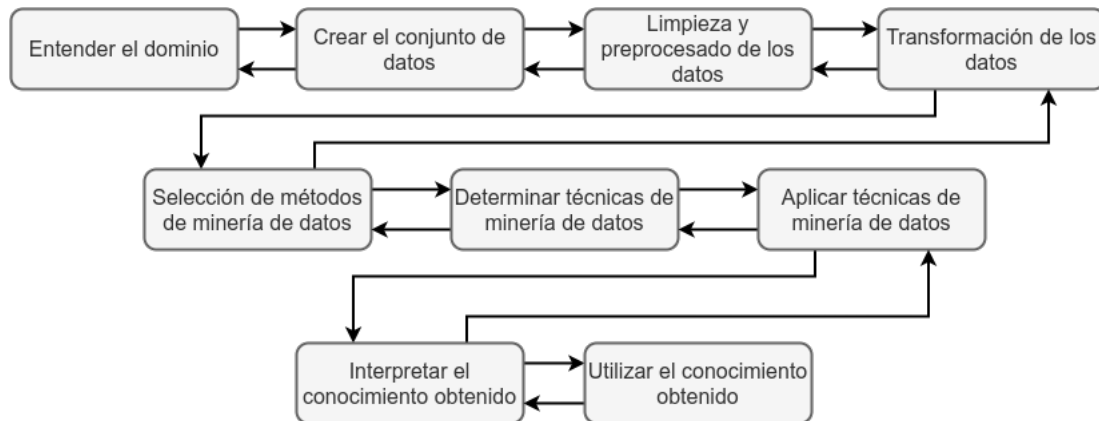 Entender el dominio
Crear el conjunto de
datos
Limpieza y
preprocesado de los
datos
Transformación de los
datos
Selección de métodos
de minería de datos
Determinar técnicas de
minería de datos
Aplicar técnicas de
minería de datos
Interpretar el
conocimiento obtenido
Utilizar el conocimiento
obtenido